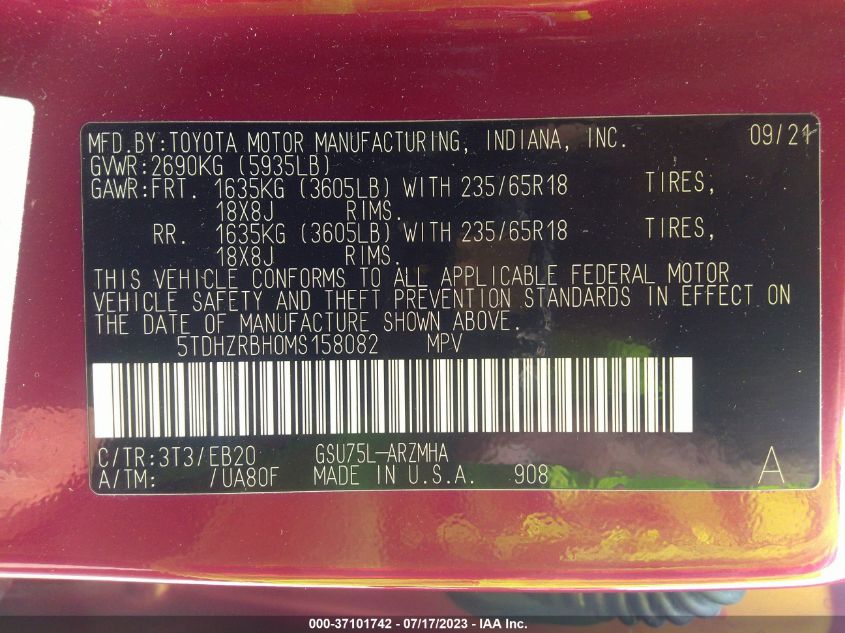 MFD.BY:TOYOTA MOTOR MANUFACTURING, INDIANA, INC. 09/21
GVWR:2690KG (5935LB)
GAWR:FRT. 1635KG (3605LB) WITH 235/65R18 TIRES,
18X8J RIMS.
RR. 1635KG (3605LB) WITH 235/65R18 TIRES,
18X8J RIMS.
THIS VEHICLE CONFORMS TO ALL APPLICABLE FEDERAL MOTOR
VEHICLE SAFETY AND THEFT PREVENTION STANDARDS IN EFFECT ON
THE DATE OF MANUFACTURE SHOWN ABOVE.
5TDHZRBH0MS158082 MPV
C/TR:3T3/EB20 GSU75L-ARZMHA
A/TM: /UA80F MADE IN U.S.A. 908 A
000-37101742 - 07/17/2023 - IAA Inc.